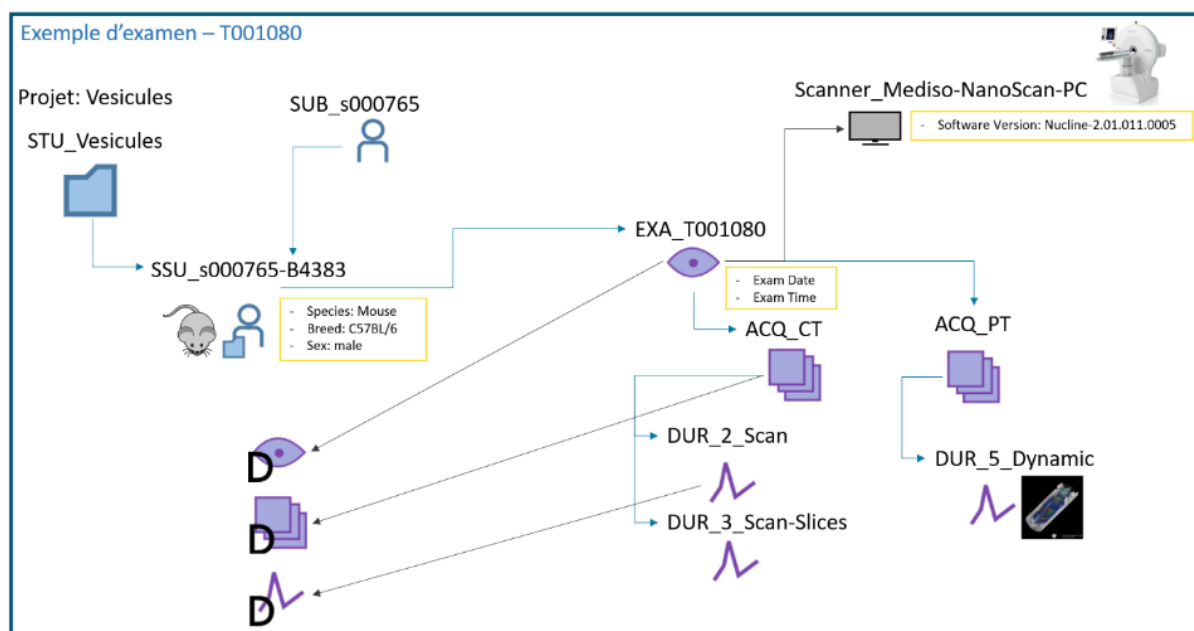 Exemple d'examen – T001080
Projet: Vesicules
SUB_s000765
STU_Vesicules
Scanner_Mediso-NanoScan-PC
- Software Version: Nucline-2.01.011.0005
EXA_T001080
SSU_s000765-B4383
- Species: Mouse
- Breed: C57BL/6
- Sex: male
- Exam Date
- Exam Time
ACQ_CT
ACQ_PT
DUR_2_Scan
DUR_5_Dynamic
DUR_3_Scan-Slices
D
D
D